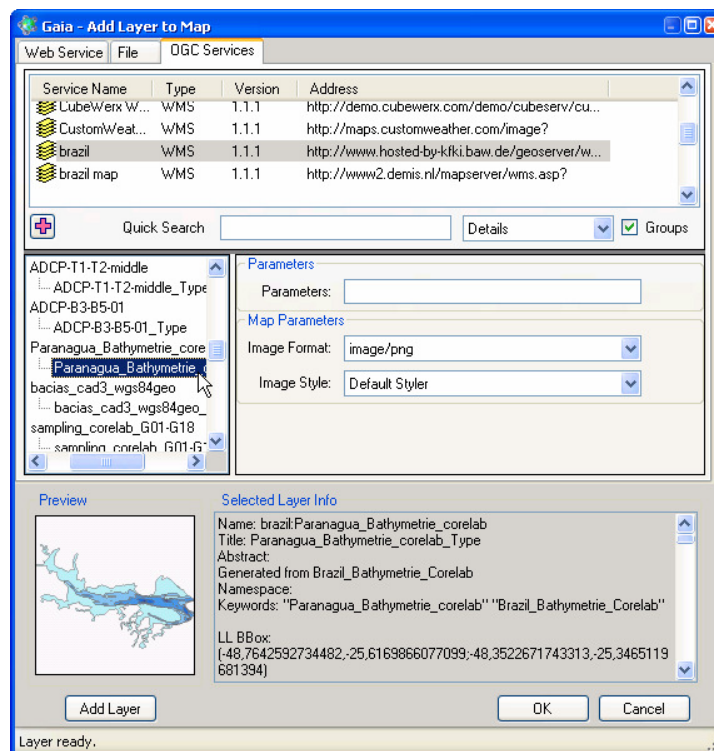 Gaia - Add Layer to Map
Web Service File OGC Services
Service Name Type Version Address
CubeWerx W... WMS 1.1.1 http://demo.cubewerx.com/demo/cubeserv/cu...
CustomWeat... WMS 1.1.1 http://maps.customweather.com/image?
brazil WMS 1.1.1 http://www.hosted-by-kfki.baw.de/geoserver/w...
brazil map WMS 1.1.1 http://www2.demis.nl/mapserver/wms.asp?
Quick Search Details Groups
ADCP-T1-T2-middle
ADCP-T1-T2-middle_Type
ADCP-B3-B5-01
ADCP-B3-B5-01_Type
Paranagua_Bathymetrie_core
Paranagua_Bathymetrie_c
bacias_cad3_wgs84geo
bacias_cad3_wgs84geo_
sampling_corelab_G01-G18
sampling_corelab_G01-G
Parameters
Parameters:
Map Parameters
Image Format: image/png
Image Style: Default Styler
Preview
Selected Layer Info
Name: brazil:Paranagua_Bathymetrie_corelab
Title: Paranagua_Bathymetrie_corelab_Type
Abstract:
Generated from Brazil_Bathymetrie_Corelab
Namespace:
Keywords: "Paranagua_Bathymetrie_corelab" "Brazil_Bathymetrie_Corelab"
LL BBox:
(-48,7642592734482,-25,6169866077099;-48,3522671743313,-25,3465119
681394)
Add Layer OK Cancel
Layer ready.